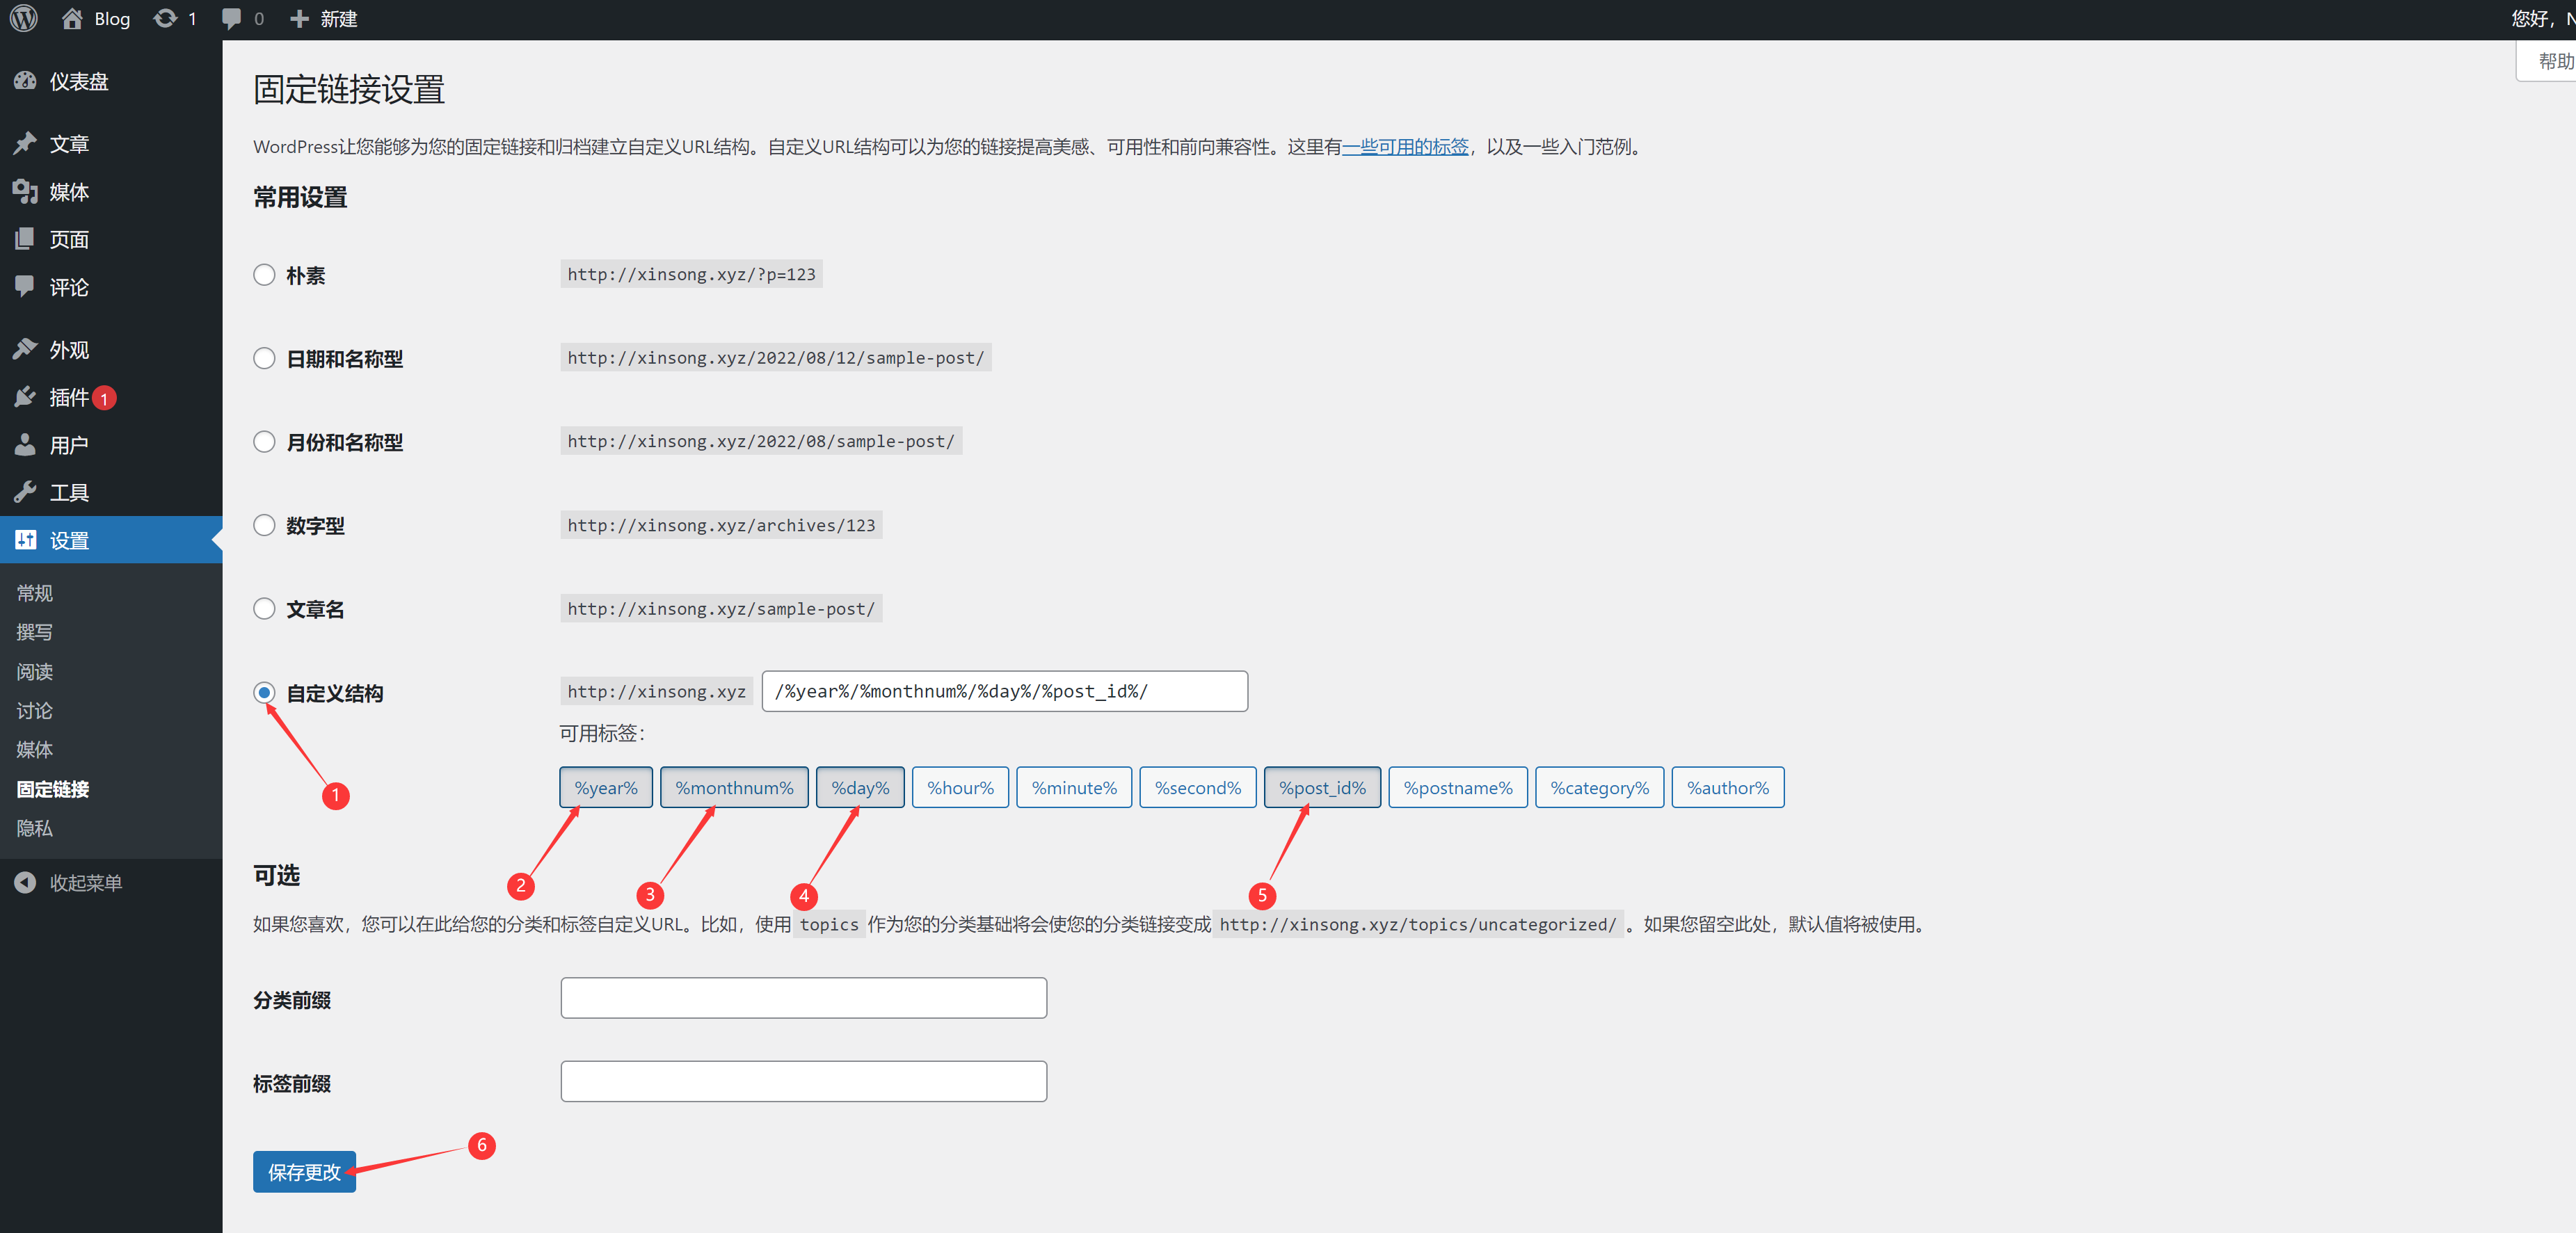 Blog 1 0 新建
您好，N
帮助
仪表盘
文章
媒体
页面
评论
外观
插件 1
用户
工具
设置
常规
撰写
阅读
讨论
媒体
固定链接
隐私
收起菜单
固定链接设置
WordPress让您能够为您的固定链接和归档建立自定义URL结构。自定义URL结构可以为您的链接提高美感、可用性和前向兼容性。这里有一些可用的标签，以及一些入门范例。
常用设置
朴素 http://xinsong.xyz/?p=123
日期和名称型 http://xinsong.xyz/2022/08/12/sample-post/
月份和名称型 http://xinsong.xyz/2022/08/sample-post/
数字型 http://xinsong.xyz/archives/123
文章名 http://xinsong.xyz/sample-post/
自定义结构 http://xinsong.xyz /%year%/%monthnum%/%day%/%post_id%/
可用标签：
%year% %monthnum% %day% %hour% %minute% %second% %post_id% %postname% %category% %author%
1
2 3 4 5
可选
如果您喜欢，您可以在此给您的分类和标签自定义URL。比如，使用 topics 作为您的分类基础将会使您的分类链接变成 http://xinsong.xyz/topics/uncategorized/ 。如果您留空此处，默认值将被使用。
分类前缀
标签前缀
6
保存更改